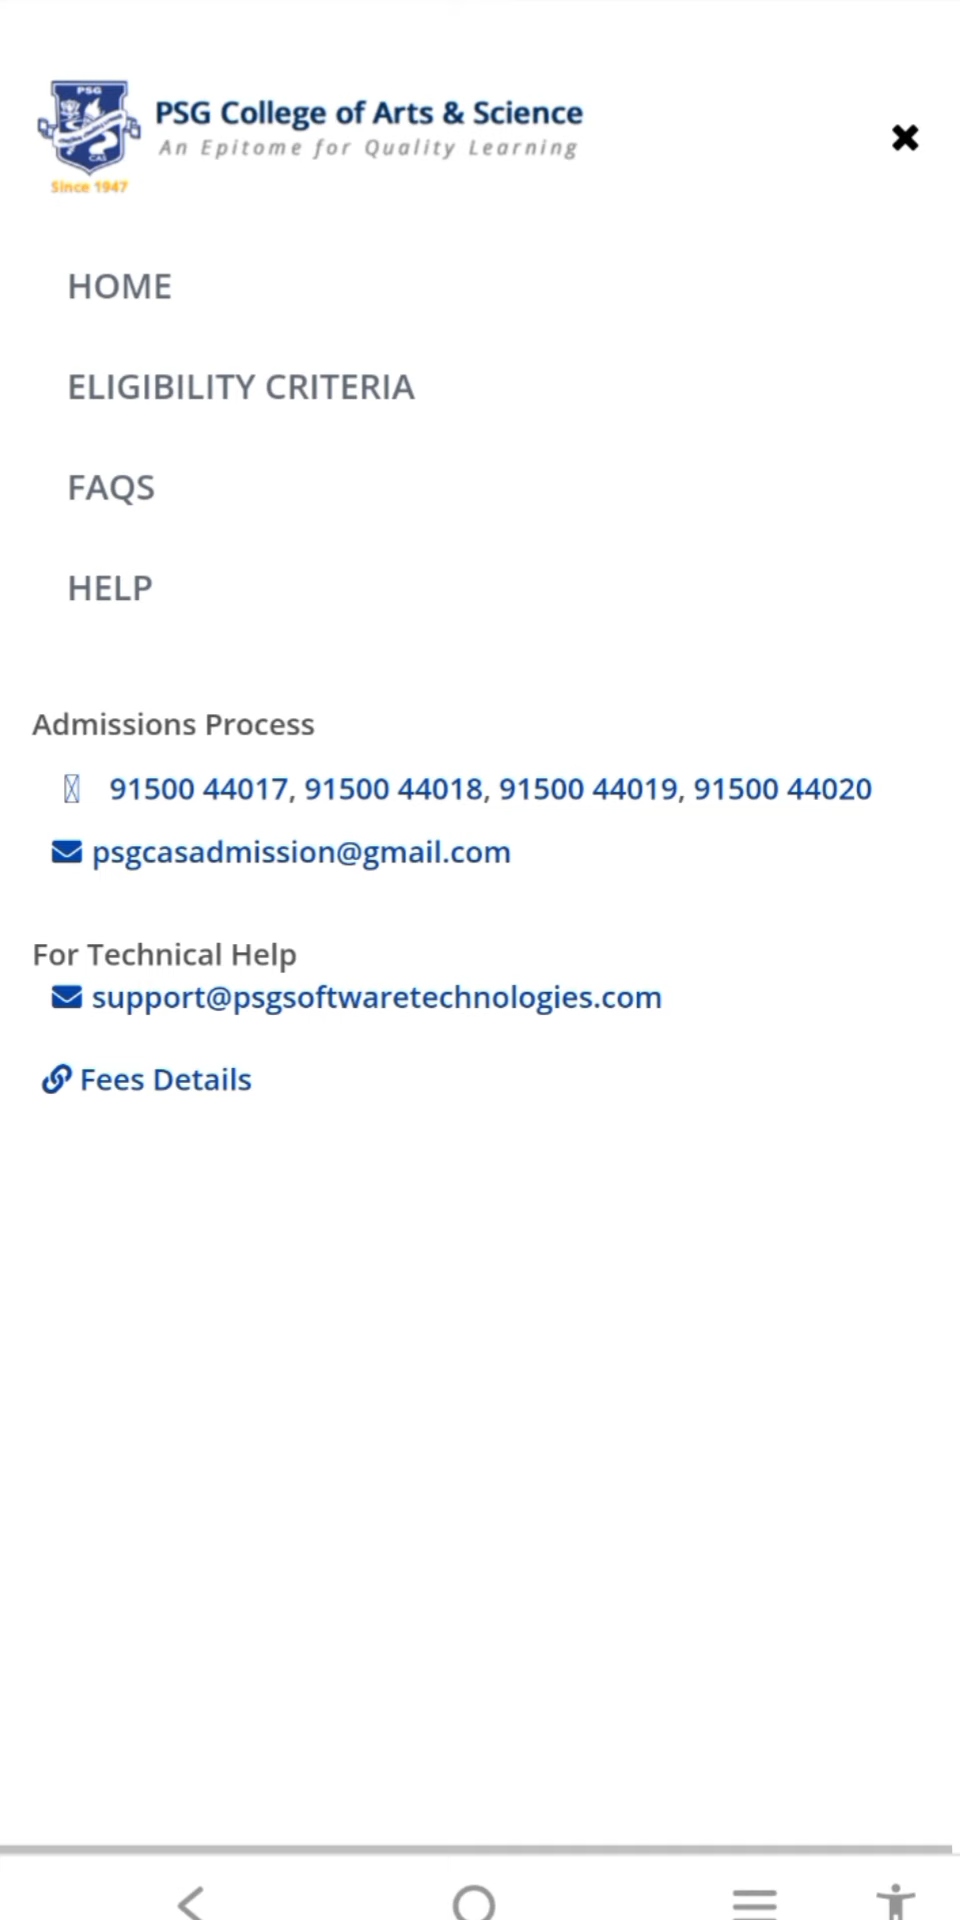 PSG
CAS
Since 1947
PSG College of Arts & Science
An Epitome for Quality Learning
HOME
ELIGIBILITY CRITERIA
FAQS
HELP
Admissions Process
91500 44017, 91500 44018, 91500 44019, 91500 44020
psgcasadmission@gmail.com
For Technical Help
support@psgsoftwaretechnologies.com
Fees Details